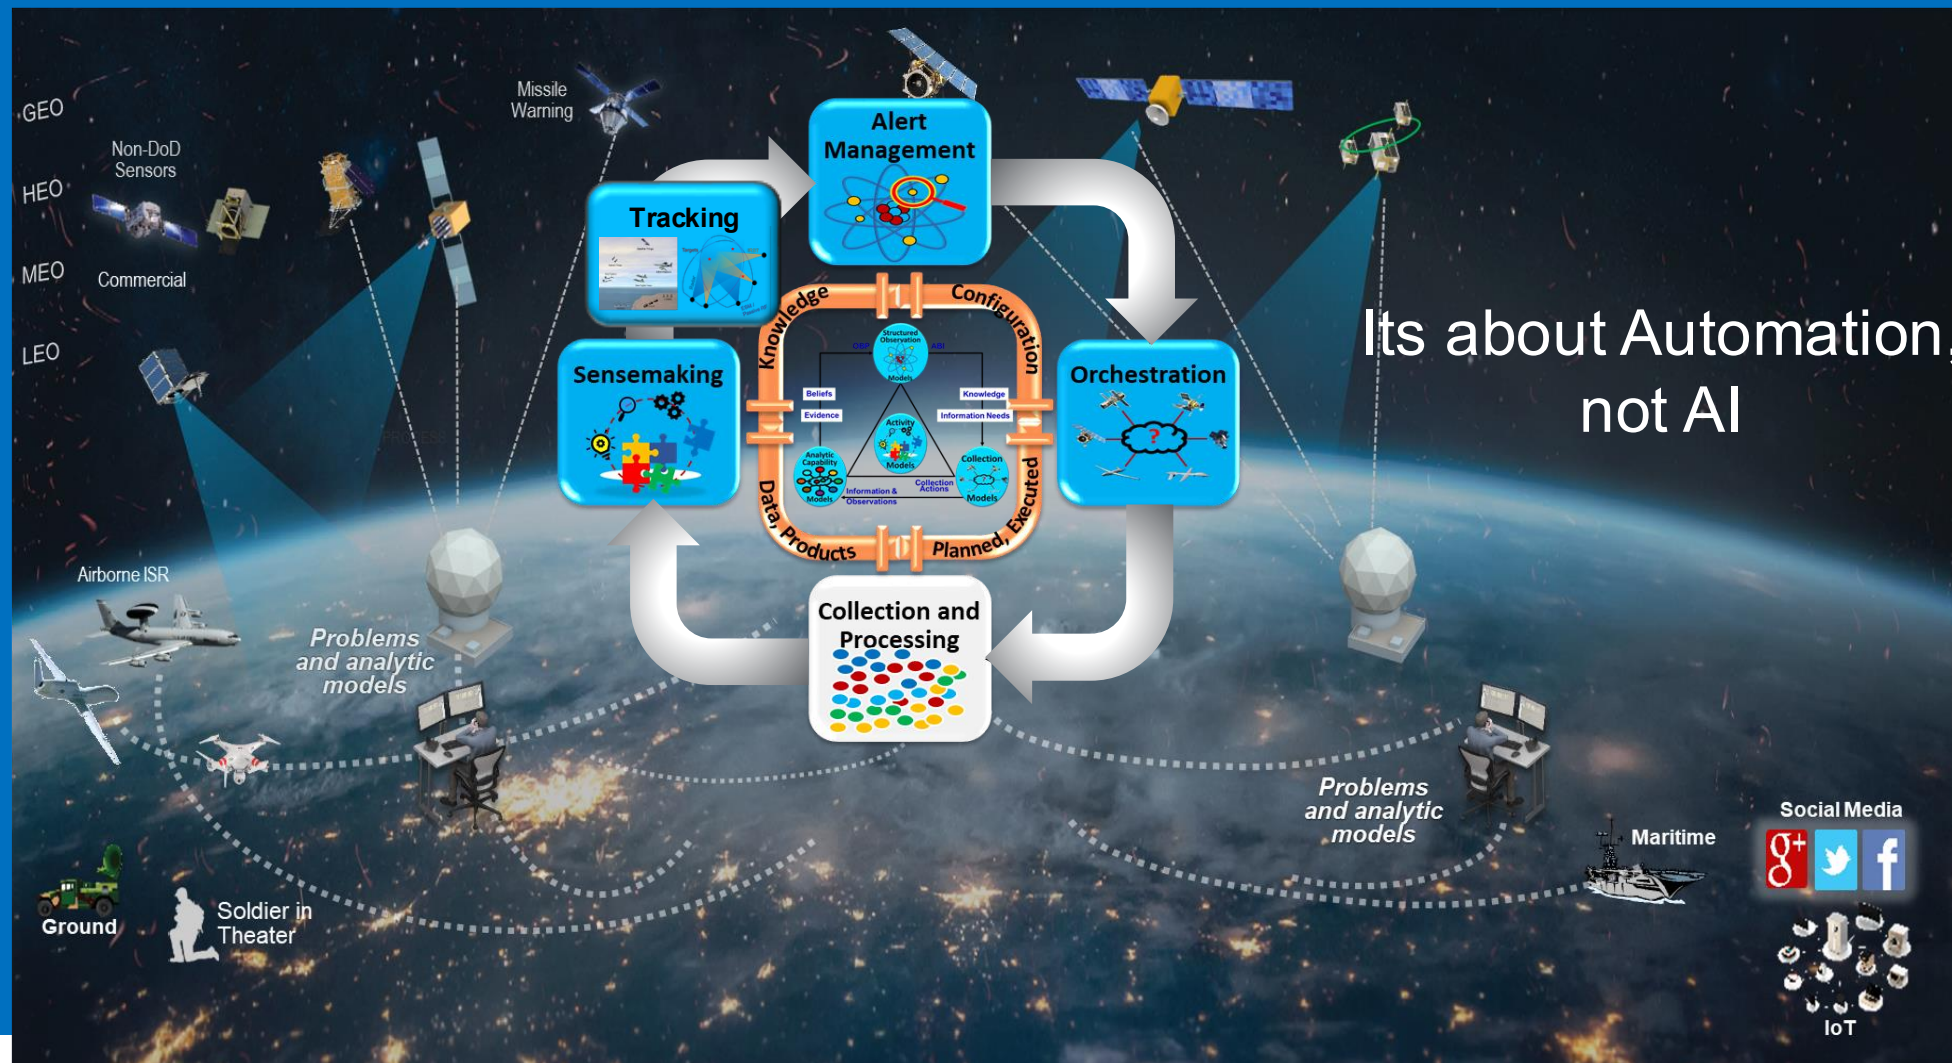 GEO
HEO
MEO
LEO
Non-DoD
Sensors
Commercial
Missile
Warning
Alert
Management
Tracking
Sensemaking
Orchestration
Collection and
Processing
Knowledge
Configuration
Data, Products
Planned, Executed
Structured
Observation
Models
OBP
ABI
Beliefs
Evidence
Knowledge
Information Needs
Activity
Models
Analytic
Capability
Models
Collection
Models
Collection
Actions
Information &
Observations
?
Its about Automation,
not AI
Airborne ISR
Problems
and analytic
models
Problems
and analytic
models
Ground
Soldier in
Theater
Maritime
Social Media
g+
f
IoT